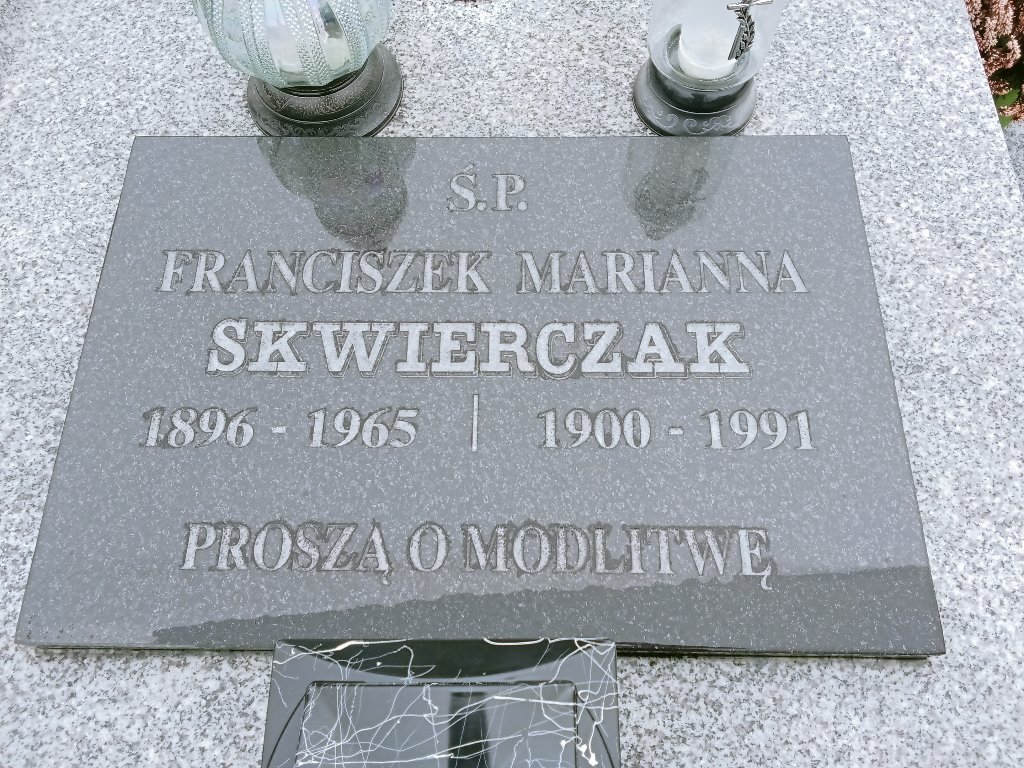 Ś.P.
FRANCISZEK MARIANNA
SKWIERCZAK
1896 - 1965 | 1900 - 1991
PROSZĄ O MODLITWĘ